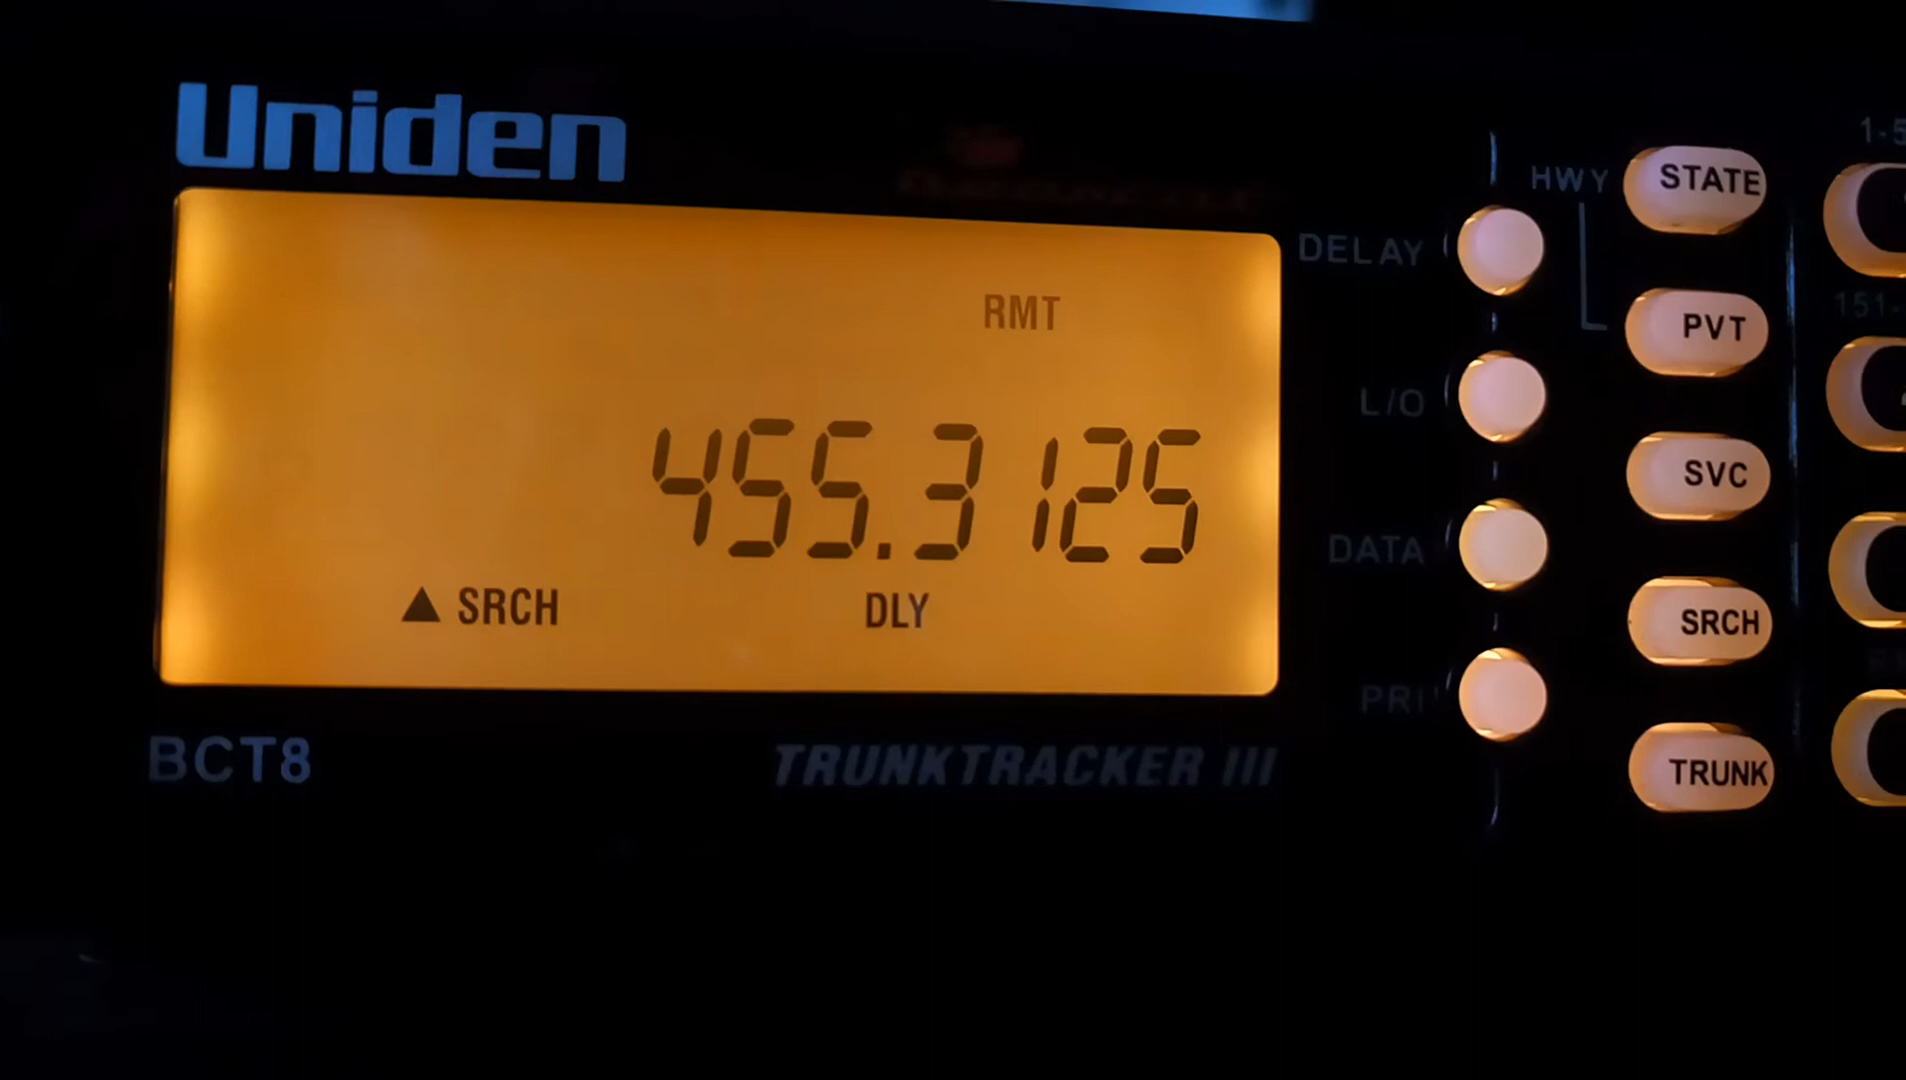 Uniden
RMT
455.3125
▲ SRCH DLY
BCT8
TRUNKTRACKER III
DELAY
L/O
DATA
PRI
HWY
STATE
PVT
SVC
SRCH
TRUNK